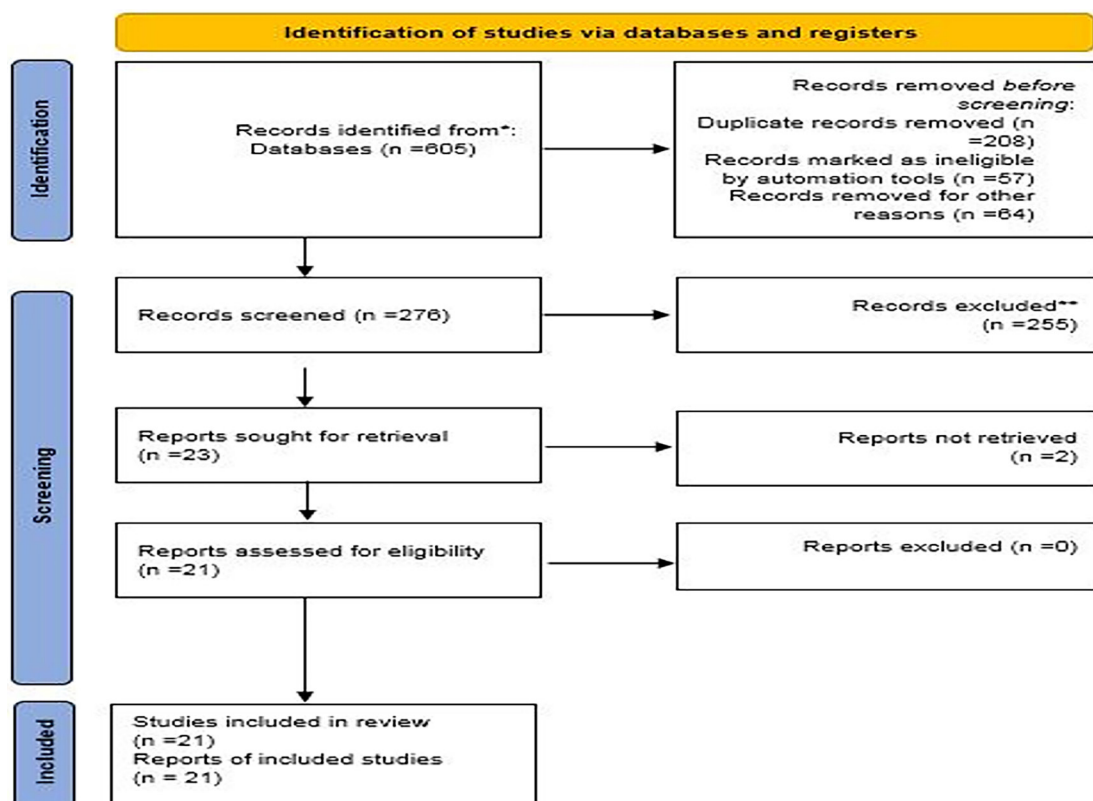 Identification of studies via databases and registers
Identification
Records identified from*:
Databases (n =605)
Records removed before
screening:
Duplicate records removed (n
=208)
Records marked as ineligible
by automation tools (n =57)
Records removed for other
reasons (n =64)
Screening
Records screened (n =276)
Records excluded**
(n =255)
Reports sought for retrieval
(n =23)
Reports not retrieved
(n =2)
Reports assessed for eligibility
(n =21)
Reports excluded (n =0)
Included
Studies included in review
(n =21)
Reports of included studies
(n = 21)